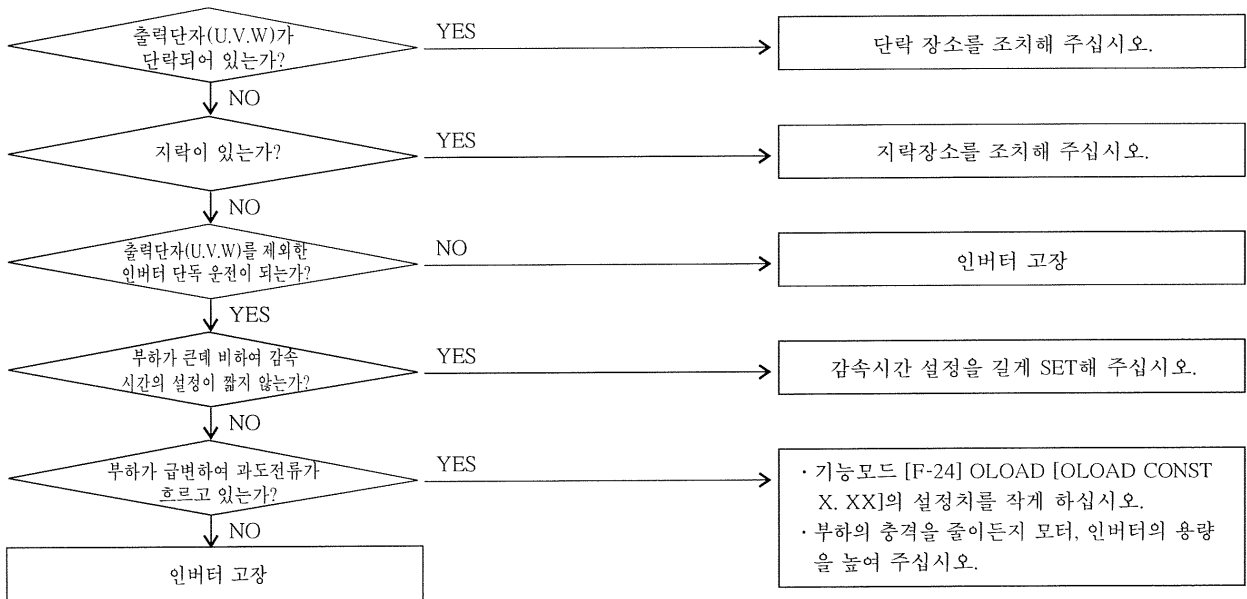 출력단자(U.V.W)가
단락되어 있는가?
YES
단락 장소를 조치해 주십시오.
NO
지락이 있는가?
YES
지락장소를 조치해 주십시오.
NO
출력단자(U.V.W)를 제외한
인버터 단독 운전이 되는가?
NO
인버터 고장
YES
부하가 큰데 비하여 감속
시간의 설정이 짧지 않는가?
YES
감속시간 설정을 길게 SET해 주십시오.
NO
부하가 급변하여 과도전류가
흐르고 있는가?
YES
· 기능모드 [F-24] OLOAD [OLOAD CONST
X. XX]의 설정치를 작게 하십시오.
· 부하의 충격을 줄이든지 모터, 인버터의 용량
을 높여 주십시오.
NO
인버터 고장